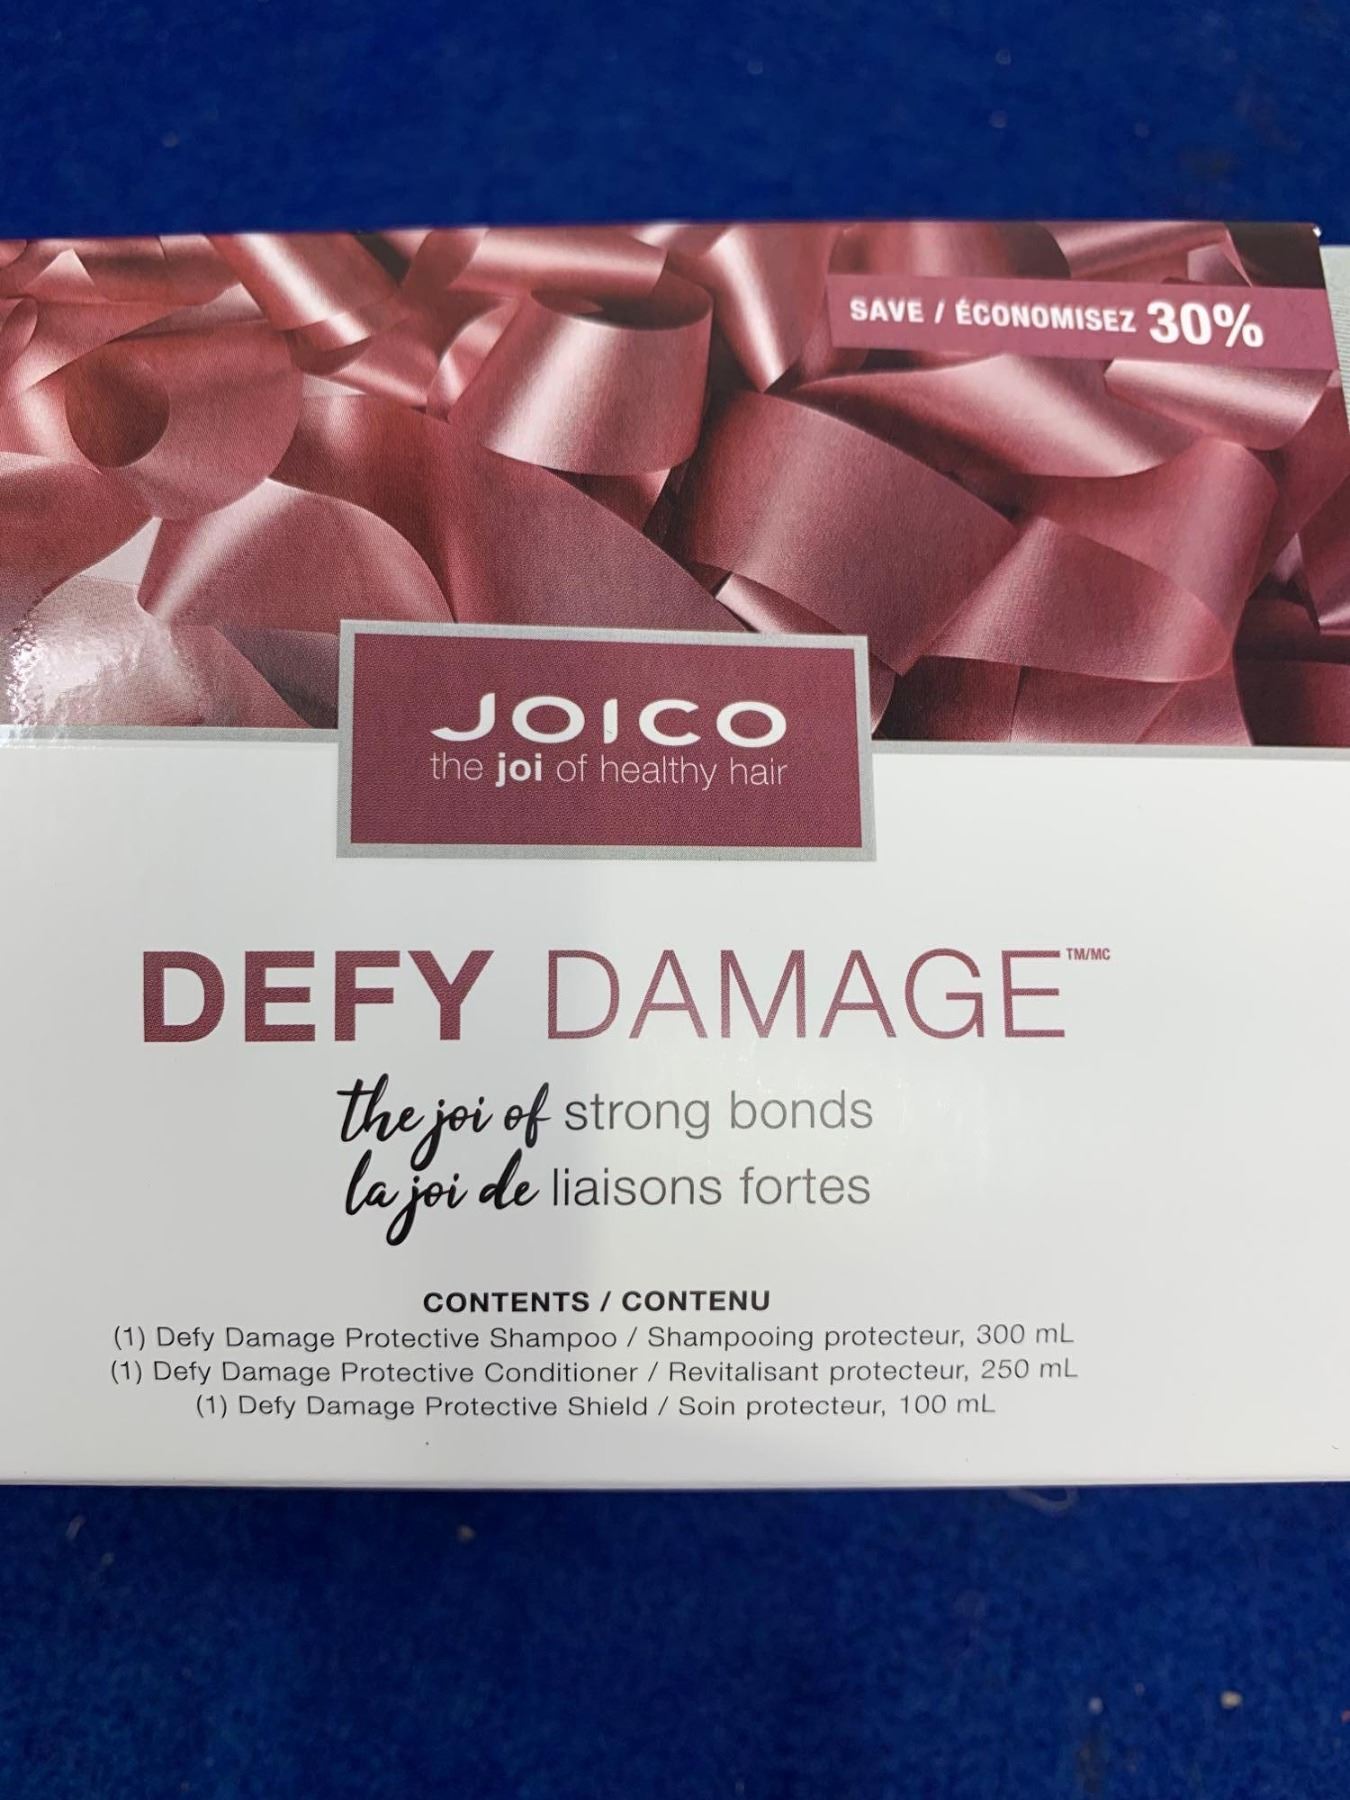 SAVE / ÉCONOMISEZ 30%
JOICO
the joi of healthy hair
DEFY DAMAGE™/MC
the joi of strong bonds
la joi de liaisons fortes
CONTENTS / CONTENU
(1) Defy Damage Protective Shampoo / Shampooing protecteur, 300 mL
(1) Defy Damage Protective Conditioner / Revitalisant protecteur, 250 mL
(1) Defy Damage Protective Shield / Soin protecteur, 100 mL